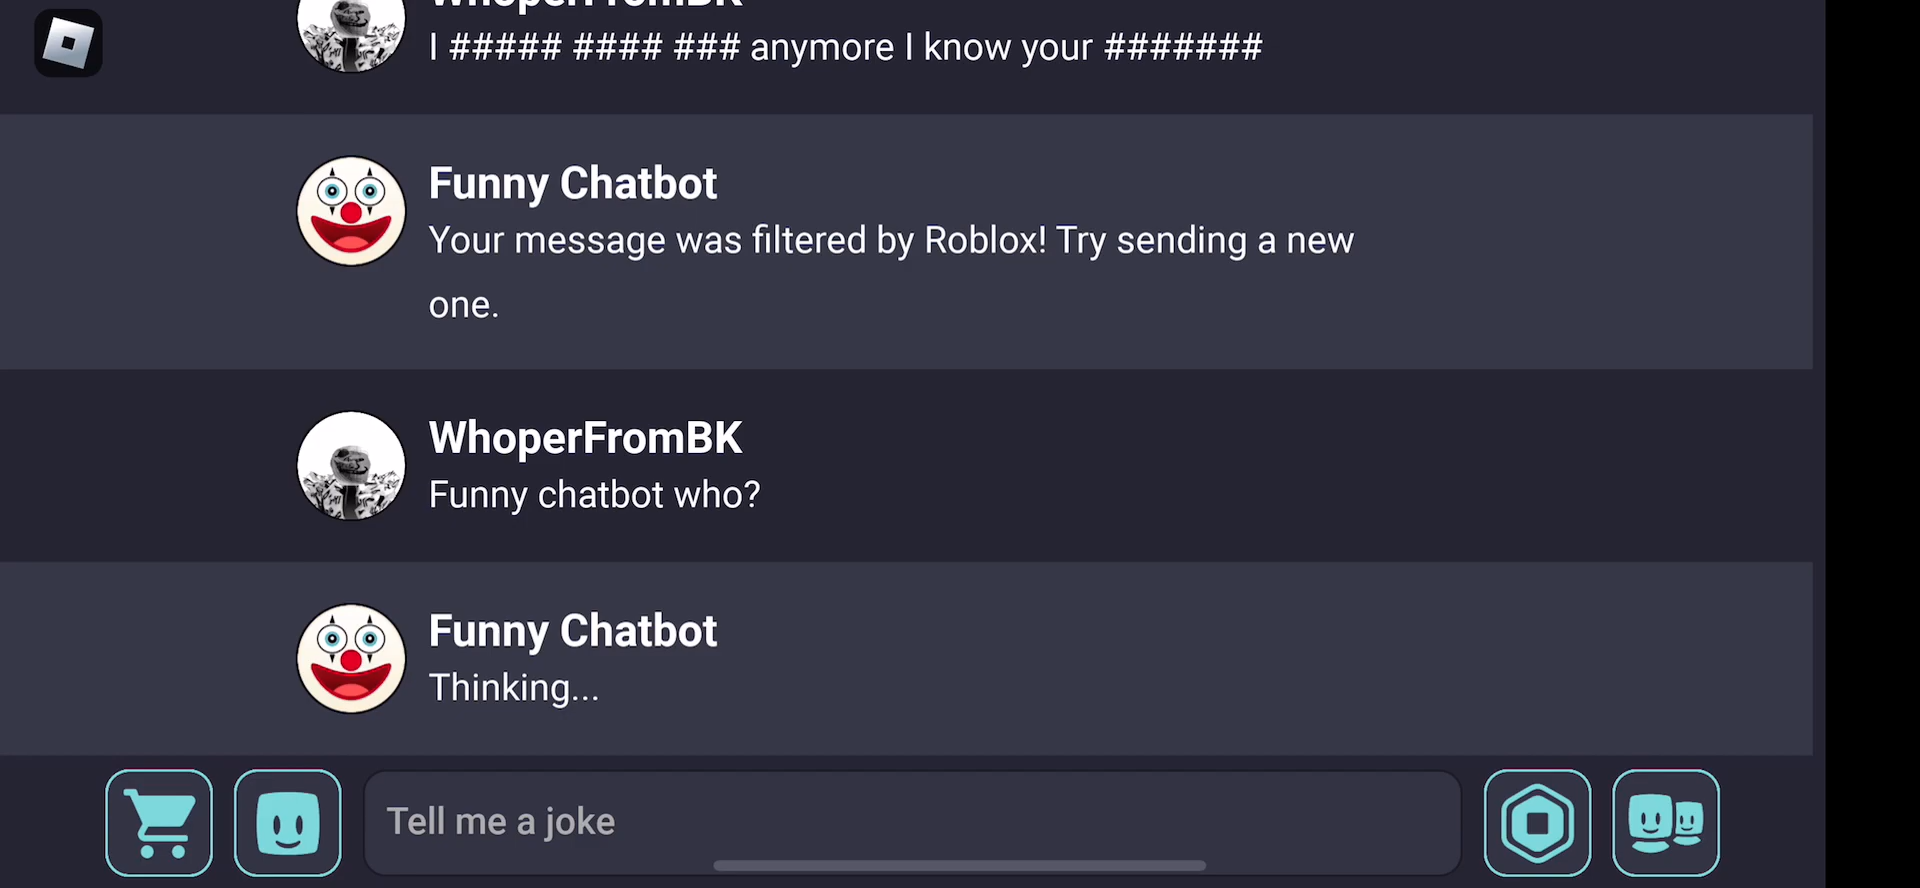 WhoperFromBK
I ##### #### ### anymore I know your #######
Funny Chatbot
Your message was filtered by Roblox! Try sending a new
one.
WhoperFromBK
Funny chatbot who?
Funny Chatbot
Thinking...
Tell me a joke